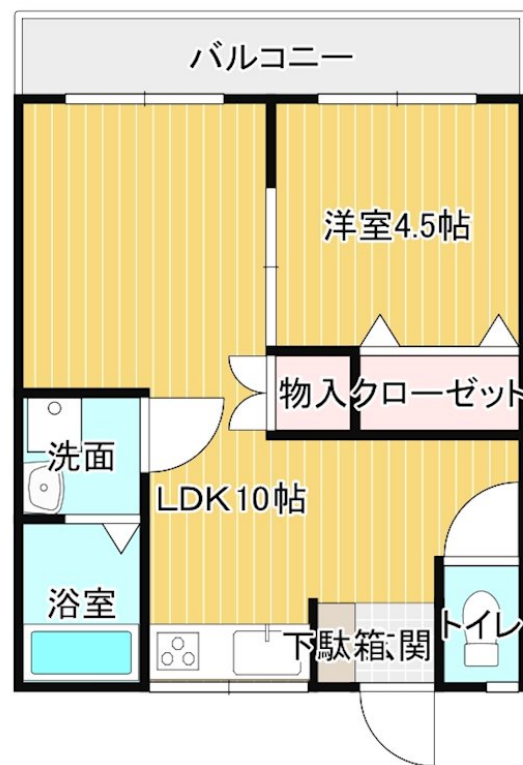 バルコニー
洋室4.5帖
物入
クローゼット
洗面
LDK10帖
浴室
下駄箱
関
トイレ